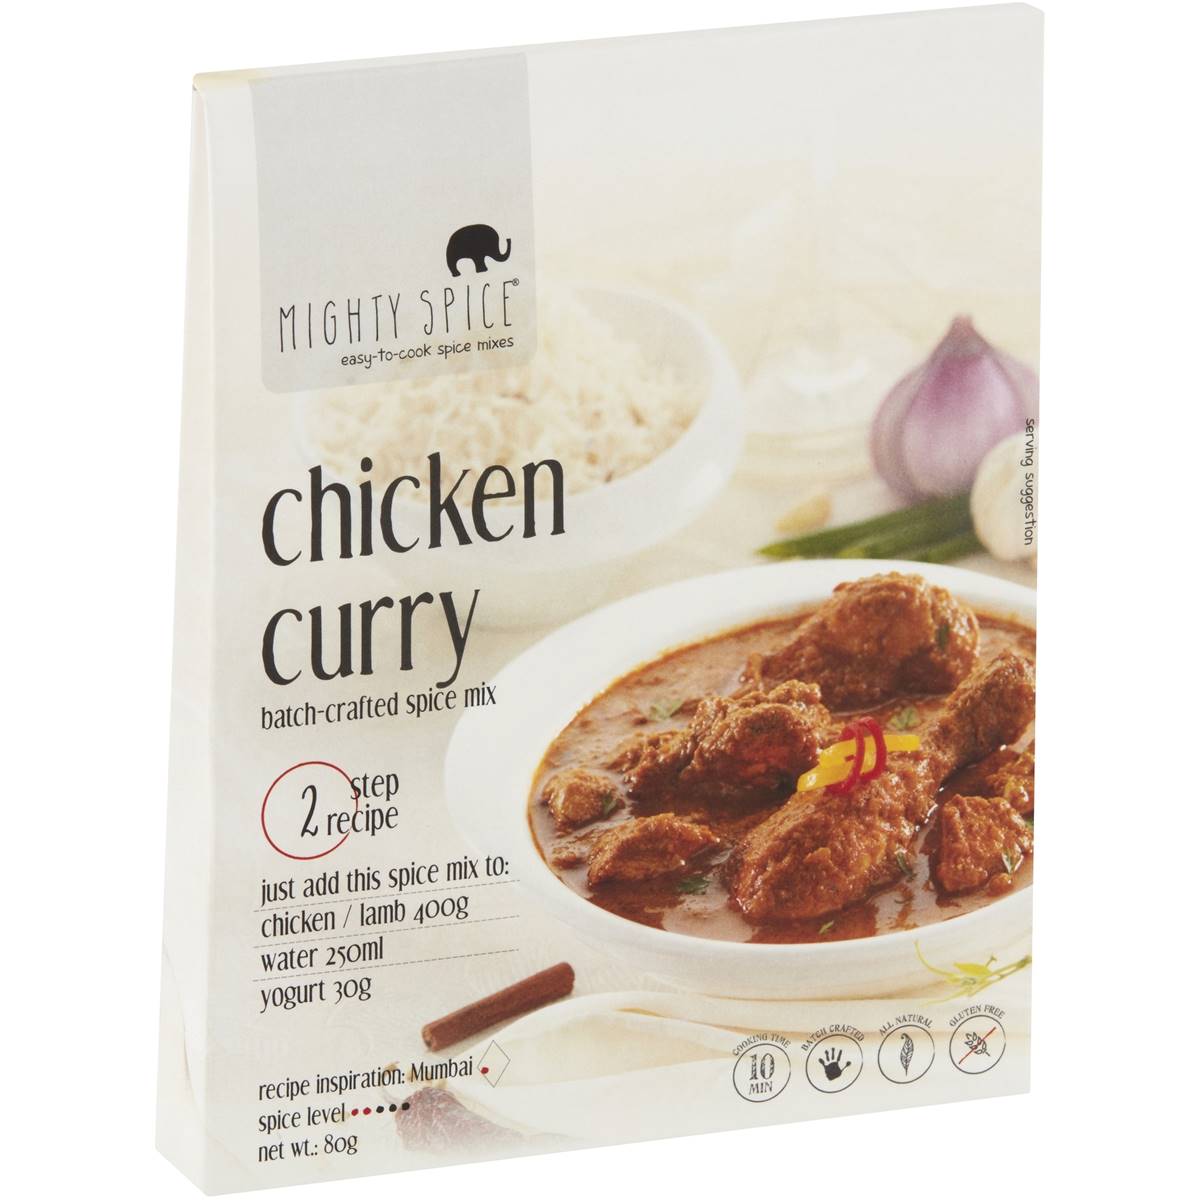 MIGHTY SPICE®
easy-to-cook spice mixes
chicken
curry
batch-crafted spice mix
2 step
recipe
just add this spice mix to:
chicken / lamb 400g
water 250ml
yogurt 30g
recipe inspiration: Mumbai
spice level
net wt.: 80g
serving suggestion
COOKING TIME
10
MIN
BATCH CRAFTED
ALL NATURAL
GLUTEN FREE